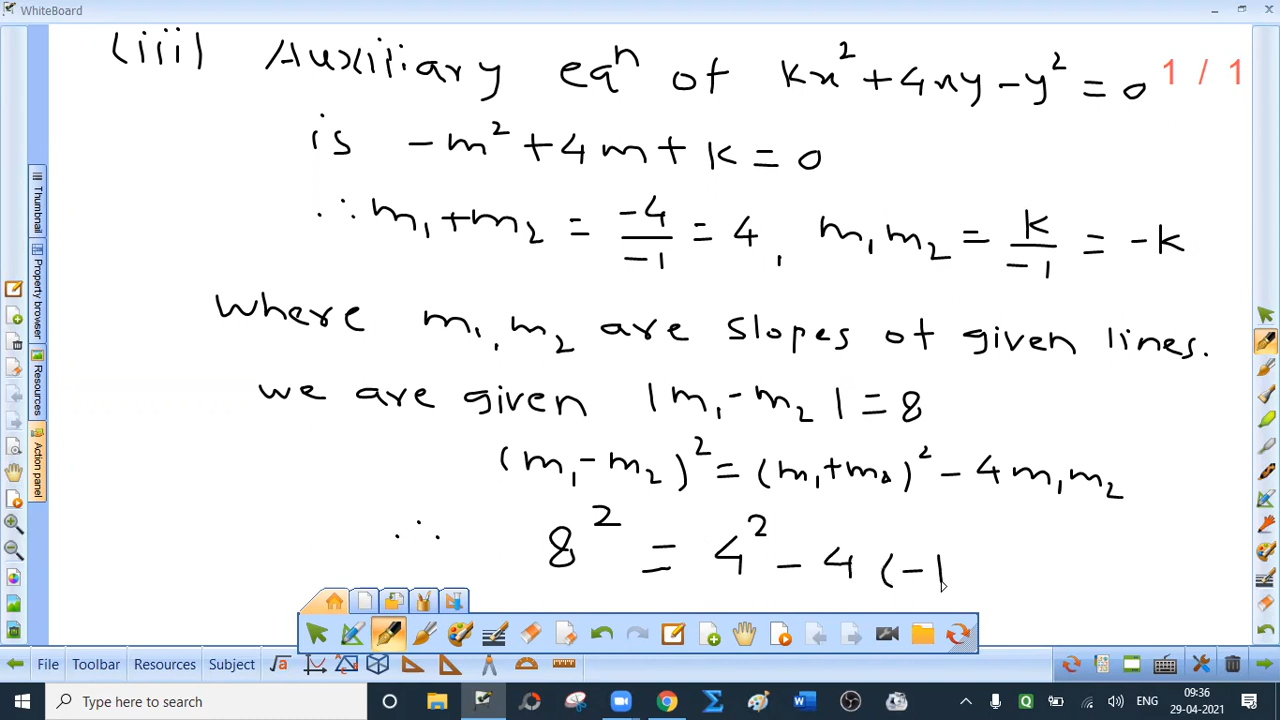 WhiteBoard
(iii) Auxiliary eqⁿ of kx² + 4xy - y² = 0 1 / 1
is -m² + 4m + k = 0
∴ m₁+m₂ = -4/-1 = 4, m₁m₂ = k/-1 = -k
where m₁, m₂ are slopes of given lines.
we are given |m₁ - m₂| = 8
(m₁ - m₂)² = (m₁+m₂)² - 4m₁m₂
∴ 8² = 4² - 4(-1
Thumbnail
Property browser
Resources
Action panel
File Toolbar Resources Subject
Type here to search
ENG 09:36
29-04-2021